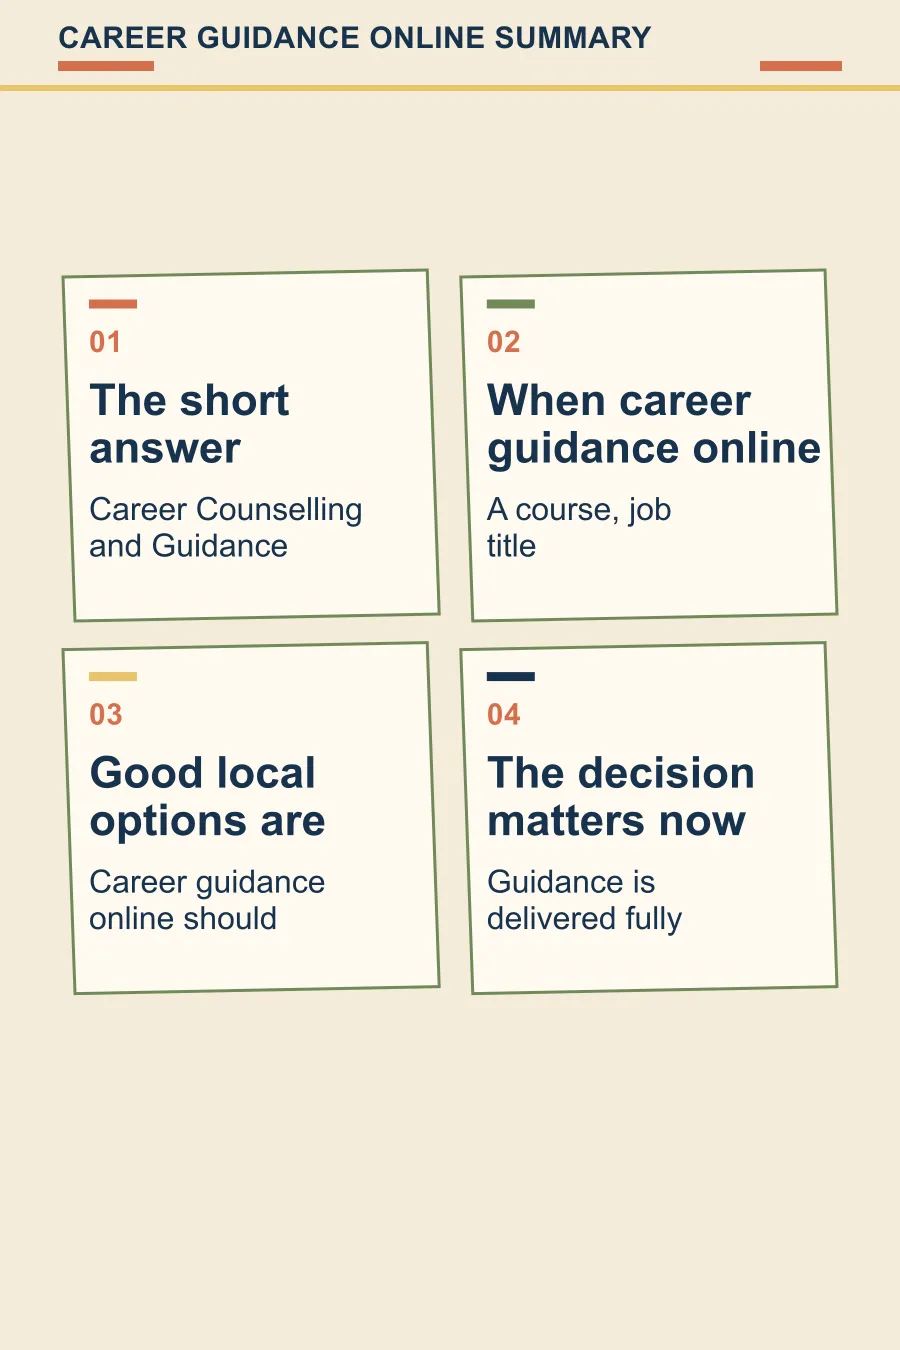 CAREER GUIDANCE ONLINE SUMMARY
01
The short
answer
Career Counselling
and Guidance
02
When career
guidance online
A course, job
title
03
Good local
options are
Career guidance
online should
04
The decision
matters now
Guidance is
delivered fully